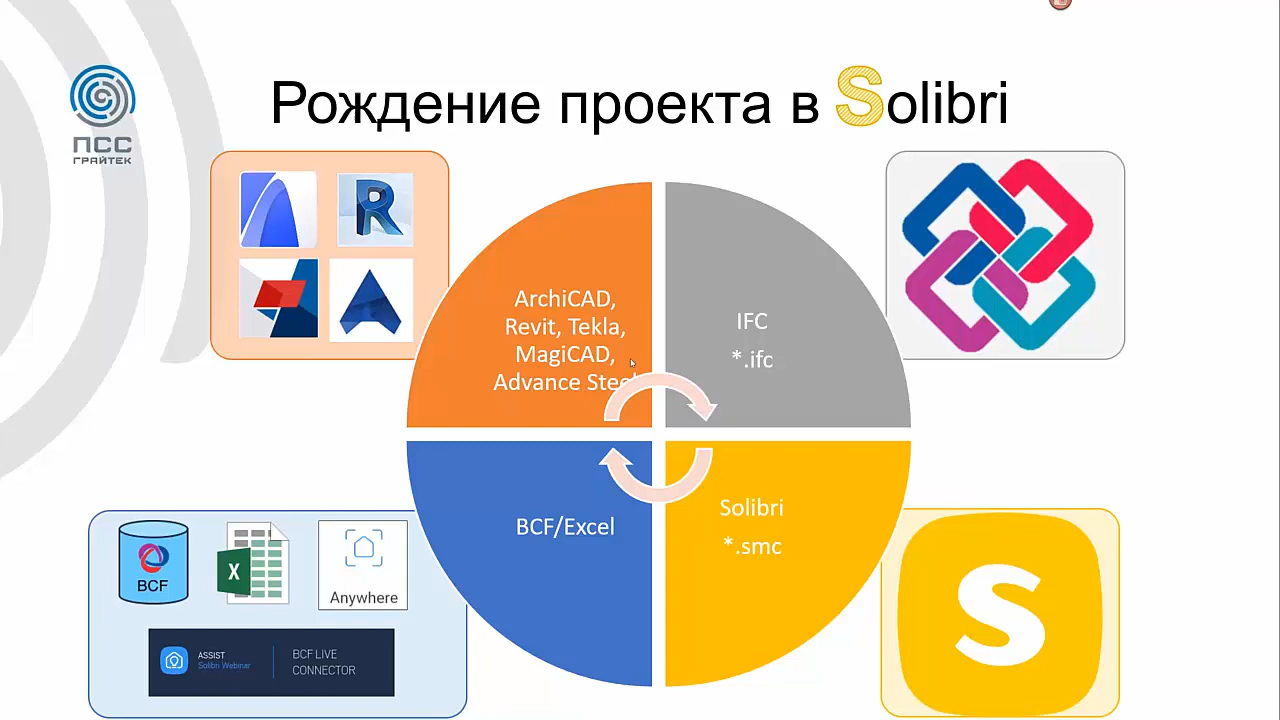 Рождение проекта в Solibri
ПСС
ГРАЙТЕК
ArchiCAD,
Revit, Tekla,
MagiCAD,
Advance Steel
IFC
*.ifc
BCF/Excel
Solibri
*.smc
BCF
X
Anywhere
ASSIST
Solibri Webinar
BCF LIVE
CONNECTOR
S